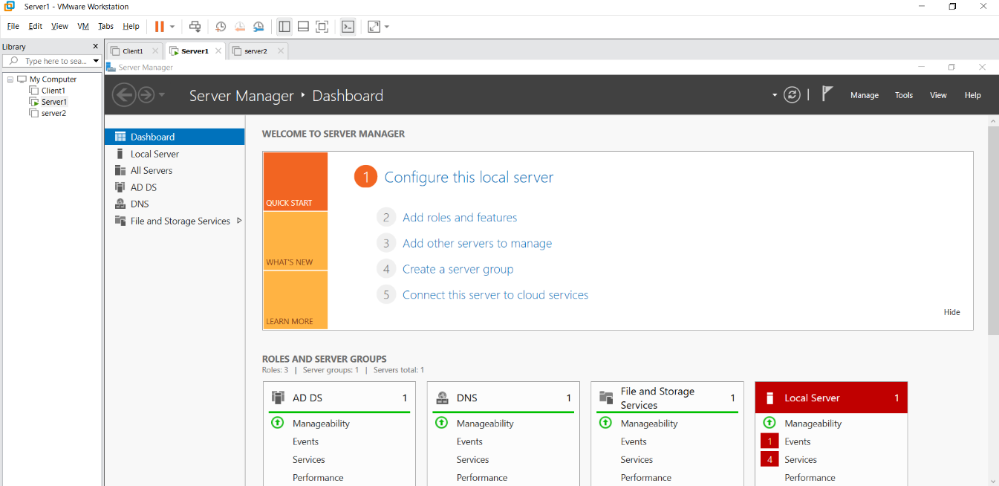 Server1 - VMware Workstation
File Edit View VM Tabs Help
Library
Type here to sea...
My Computer
Client1
Server1
server2
Client1 Server1 server2
Server Manager
Server Manager Dashboard
Manage Tools View Help
Dashboard
Local Server
All Servers
AD DS
DNS
File and Storage Services
WELCOME TO SERVER MANAGER
QUICK START
WHAT'S NEW
LEARN MORE
1 Configure this local server
2 Add roles and features
3 Add other servers to manage
4 Create a server group
5 Connect this server to cloud services
Hide
ROLES AND SERVER GROUPS
Roles: 3 | Server groups: 1 | Servers total: 1
AD DS 1
Manageability
Events
Services
Performance
DNS 1
Manageability
Events
Services
Performance
File and Storage
Services 1
Manageability
Events
Services
Performance
Local Server 1
Manageability
1 Events
4 Services
Performance